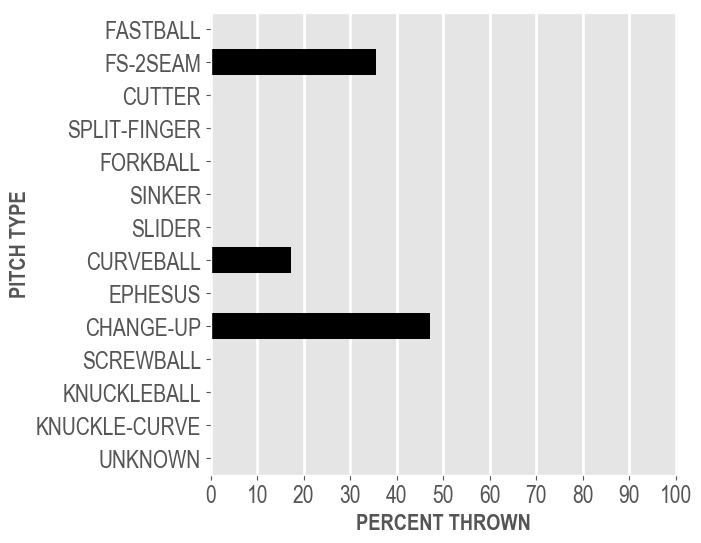 FASTBALL
FS-2SEAM
CUTTER
SPLIT-FINGER
FORKBALL
SINKER
SLIDER
CURVEBALL
EPHESUS
CHANGE-UP
SCREWBALL
KNUCKLEBALL
KNUCKLE-CURVE
UNKNOWN
PITCH TYPE
0 10 20 30 40 50 60 70 80 90 100
PERCENT THROWN